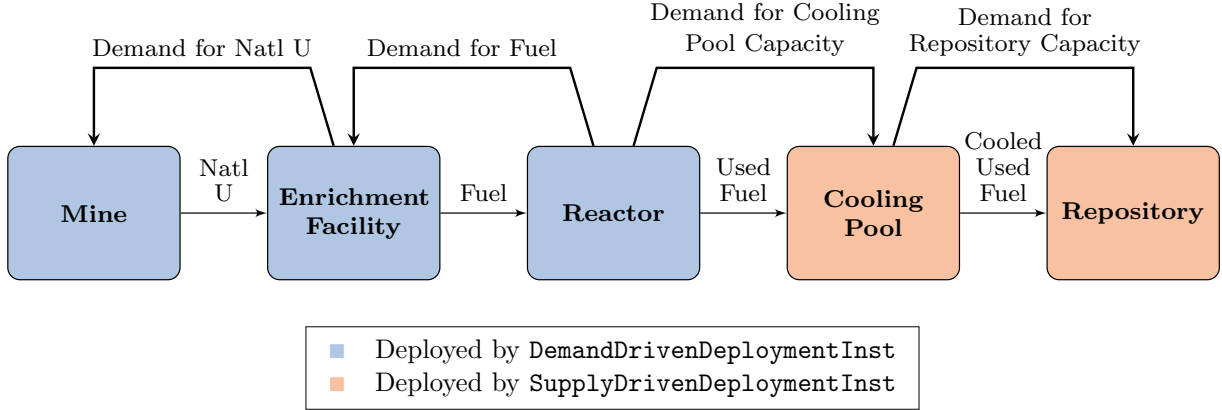 Demand for Natl U
Demand for Fuel
Demand for Cooling
Pool Capacity
Demand for
Repository Capacity
Mine
Natl
U
Enrichment
Facility
Fuel
Reactor
Used
Fuel
Cooling
Pool
Cooled
Used
Fuel
Repository
Deployed by DemandDrivenDeploymentInst
Deployed by SupplyDrivenDeploymentInst